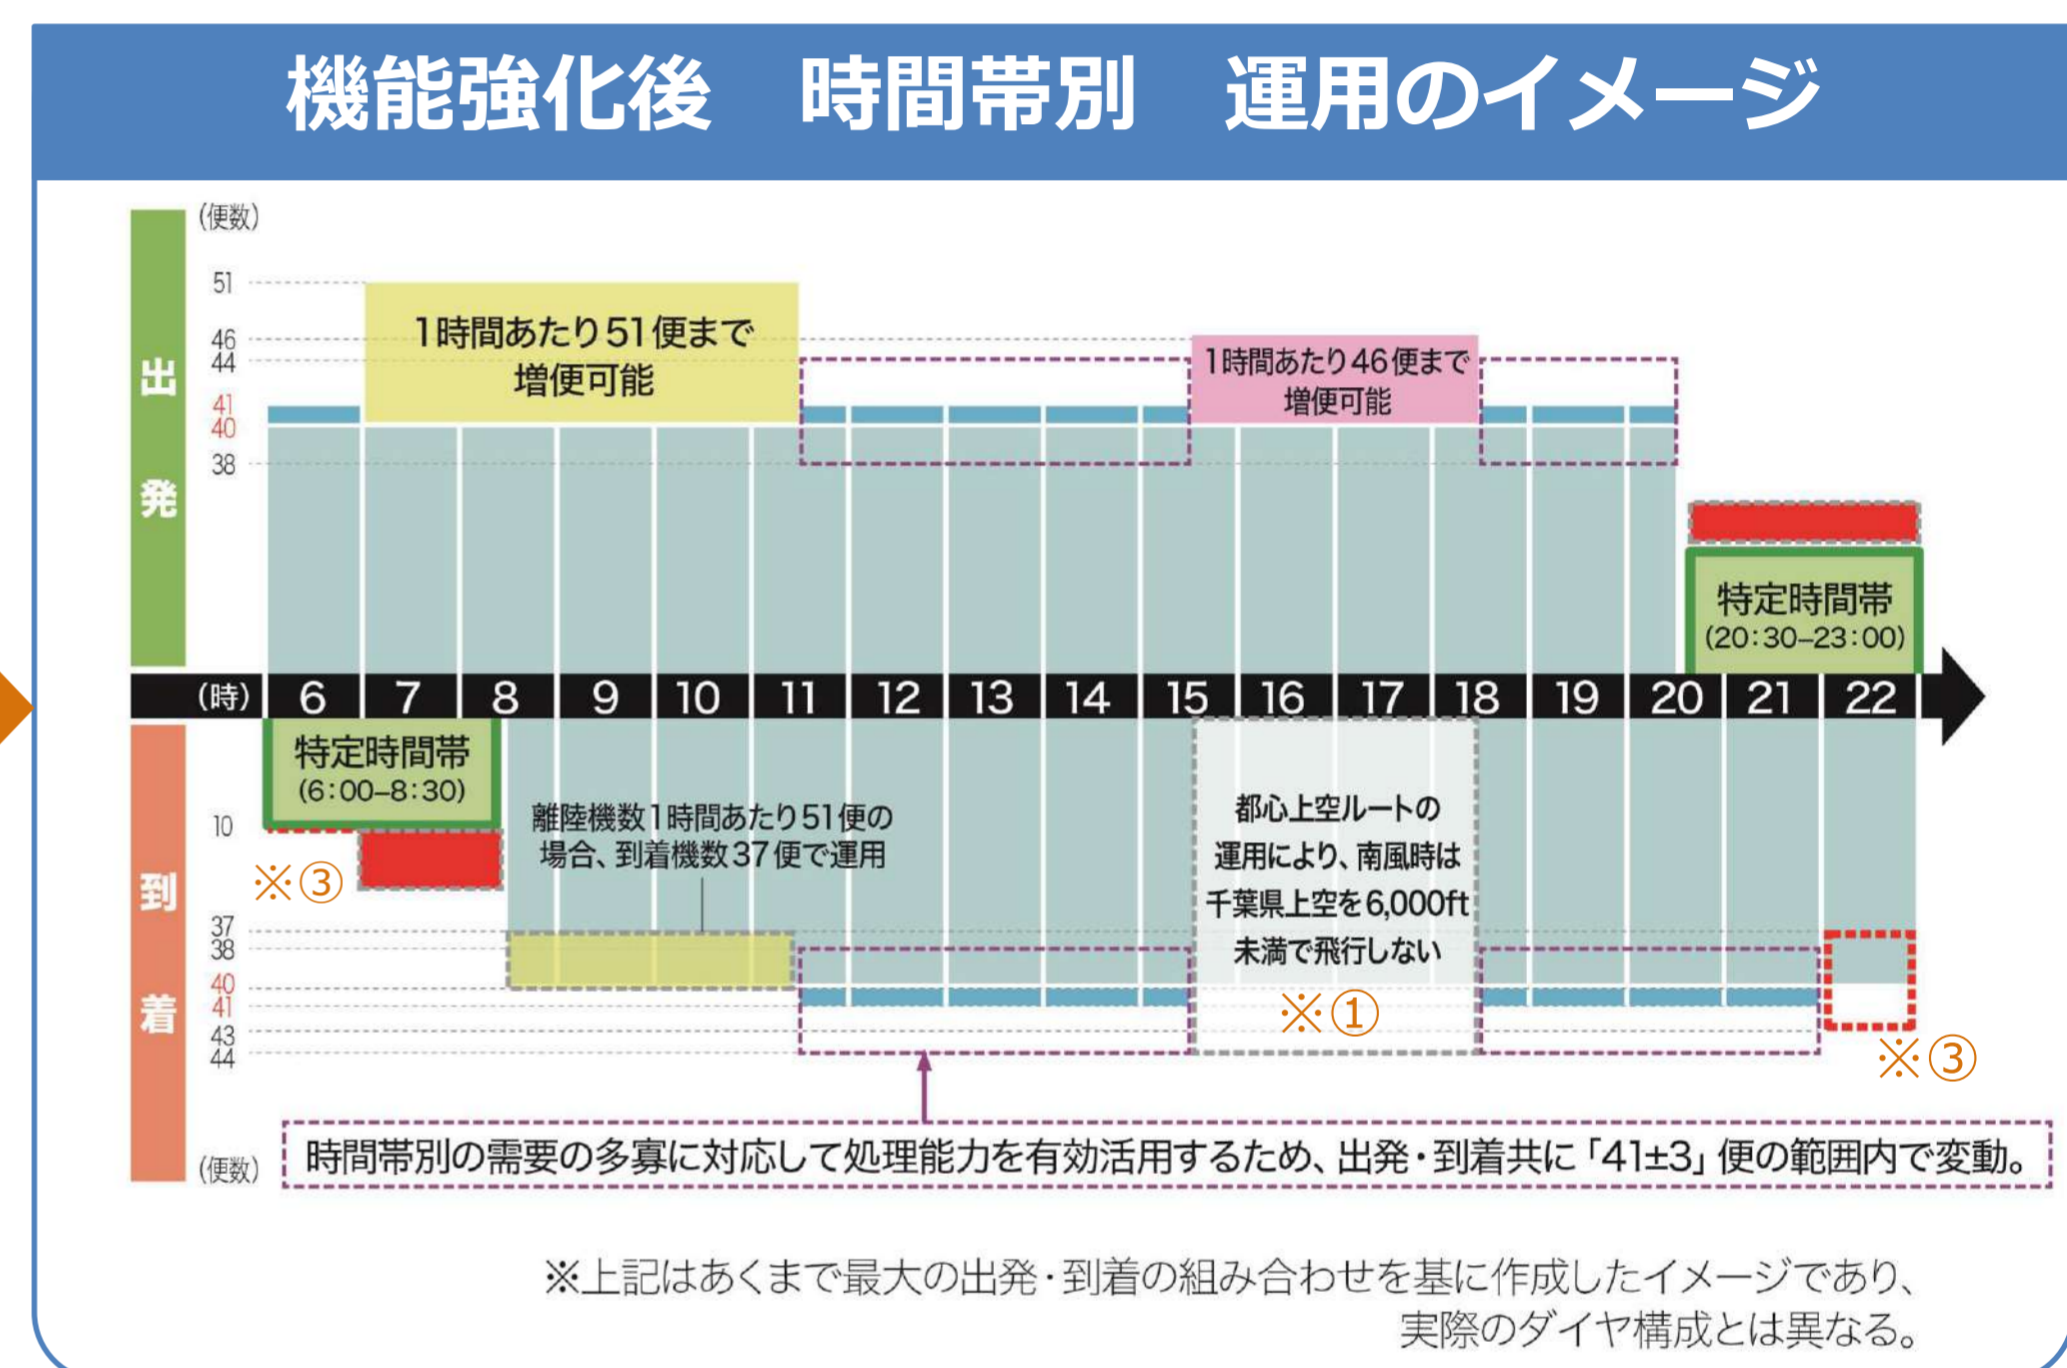 機能強化後　時間帯別　運用のイメージ
(便数)
51
46
44
41
40
38
出発
1時間あたり51便まで
増便可能
1時間あたり46便まで
増便可能
特定時間帯
(20:30–23:00)
(時) 6 7 8 9 10 11 12 13 14 15 16 17 18 19 20 21 22
特定時間帯
(6:00–8:30)
到着
10
37
38
40
41
43
44
(便数)
※③
離陸機数1時間あたり51便の
場合、到着機数37便で運用
都心上空ルートの
運用により、南風時は
千葉県上空を6,000ft
未満で飛行しない
※①
※③
時間帯別の需要の多寡に対応して処理能力を有効活用するため、出発・到着共に「41±3」便の範囲内で変動。
※上記はあくまで最大の出発・到着の組み合わせを基に作成したイメージであり、
実際のダイヤ構成とは異なる。